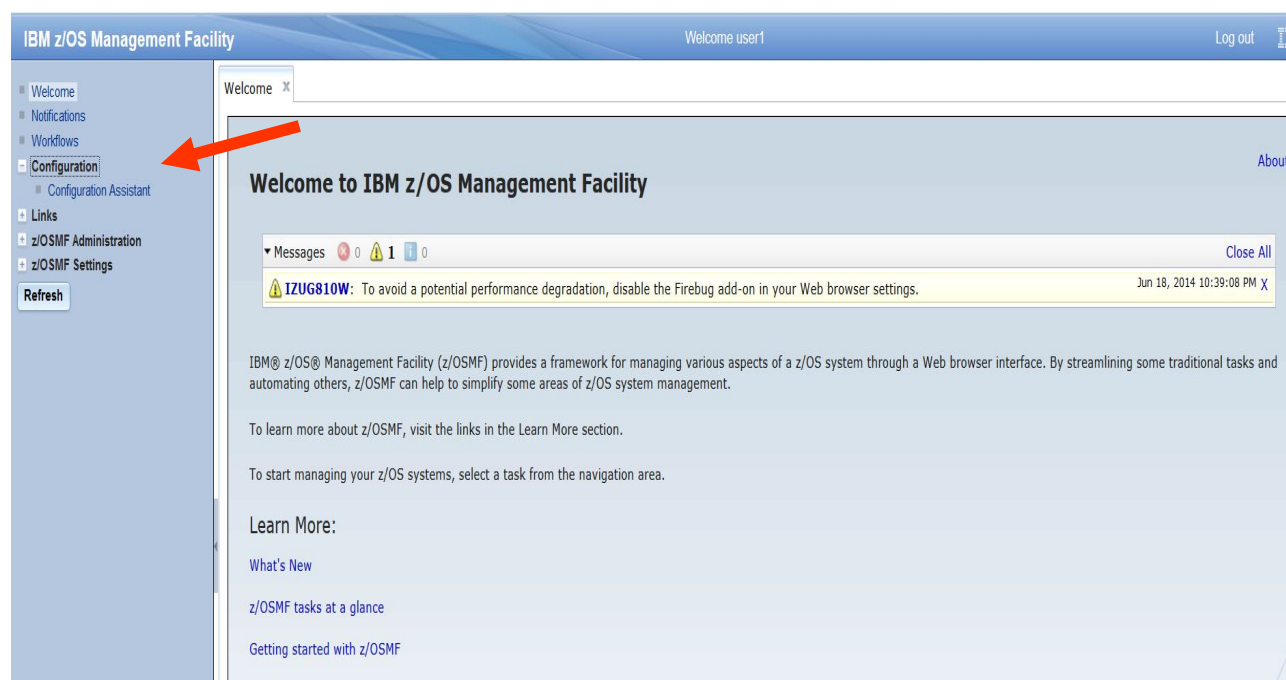 IBM z/OS Management Facility
Welcome user1
Log out
Welcome
Notifications
Workflows
Configuration
Configuration Assistant
Links
z/OSMF Administration
z/OSMF Settings
Refresh
Welcome X
About
Welcome to IBM z/OS Management Facility
Messages 0 1 0
Close All
IZUG810W: To avoid a potential performance degradation, disable the Firebug add-on in your Web browser settings.
Jun 18, 2014 10:39:08 PM X
IBM® z/OS® Management Facility (z/OSMF) provides a framework for managing various aspects of a z/OS system through a Web browser interface. By streamlining some traditional tasks and
automating others, z/OSMF can help to simplify some areas of z/OS system management.
To learn more about z/OSMF, visit the links in the Learn More section.
To start managing your z/OS systems, select a task from the navigation area.
Learn More:
What's New
z/OSMF tasks at a glance
Getting started with z/OSMF